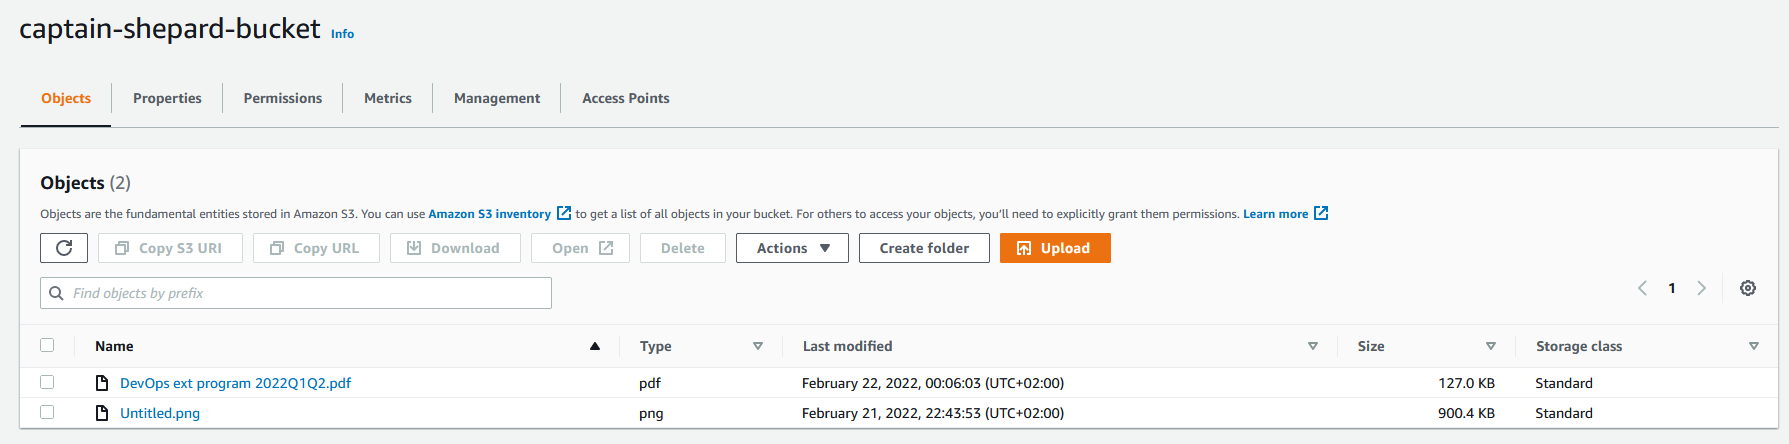 captain-shepard-bucket Info
Objects Properties Permissions Metrics Management Access Points
Objects (2)
Objects are the fundamental entities stored in Amazon S3. You can use Amazon S3 inventory to get a list of all objects in your bucket. For others to access your objects, you'll need to explicitly grant them permissions. Learn more
Copy S3 URI Copy URL Download Open Delete Actions Create folder Upload
Find objects by prefix 1
Name Type Last modified Size Storage class
DevOps ext program 2022Q1Q2.pdf pdf February 22, 2022, 00:06:03 (UTC+02:00) 127.0 KB Standard
Untitled.png png February 21, 2022, 22:43:53 (UTC+02:00) 900.4 KB Standard